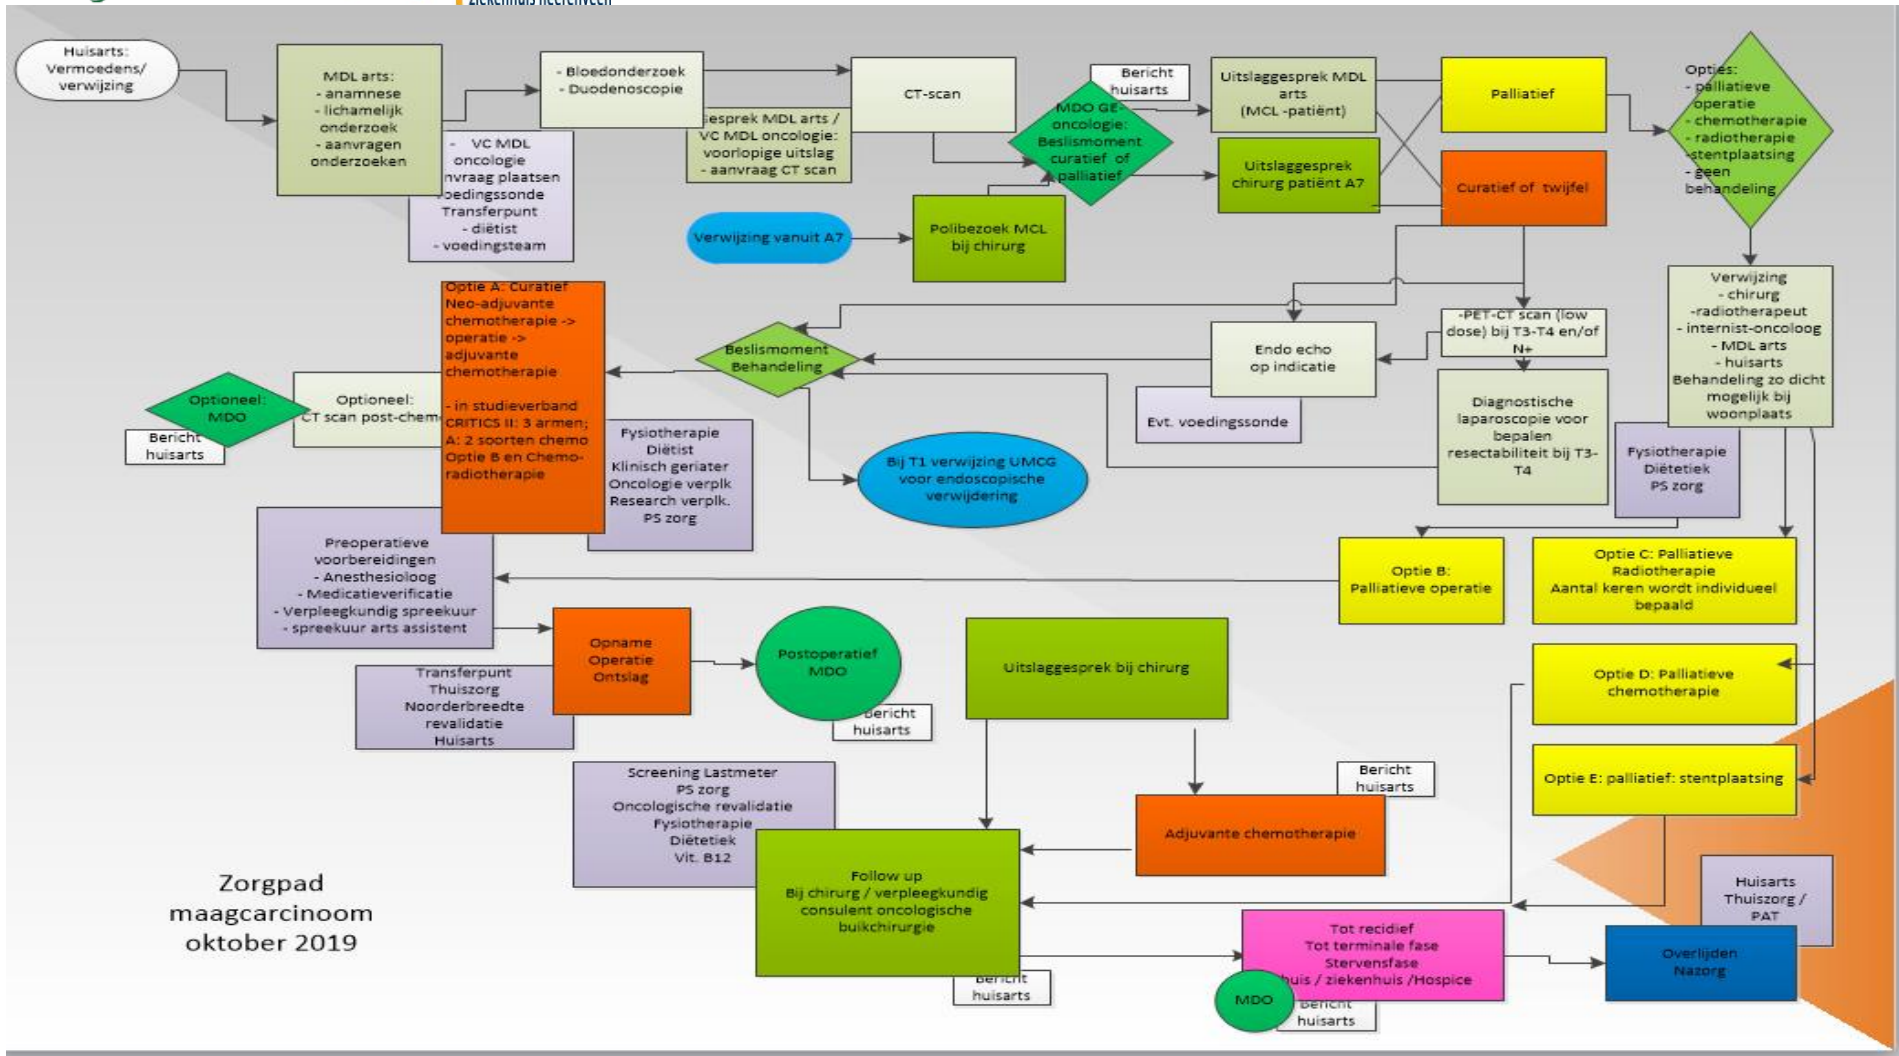 ziekenhuis heerenveen
Huisarts:
Vermoedens/
verwijzing
MDL arts:
- anamnese
- lichamelijk
onderzoek
- aanvragen
onderzoeken
- VC MDL
oncologie
plaatsen
Transferpunt
- diëtist
- voedingsteam
- Bloedonderzoek
- Duodenoscopie
MDL arts /
VC MDL oncologie:
voorlopige uitslag
- aanvraag CT scan
CT-scan
Bericht
huisarts
MDO GE-
oncologie:
Beslismoment
curatief of
palliatief
Verwijzing vanuit A7
Polibezoek MCL
bij chirurg
Uitslaggesprek MDL
arts
(MCL -patiënt)
Uitslaggesprek
chirurg patiënt A7
Palliatief
Curatief of twijfel
Opties:
- palliatieve
operatie
- chemotherapie
- radiotherapie
-stentplaatsing
- geen
behandeling
Verwijzing
- chirurg
-radiotherapeut
- internist-oncoloog
- MDL arts
- huisarts
Behandeling zo dicht
mogelijk bij
woonplaats
Fysiotherapie
Diëtetiek
PS zorg
-PET-CT scan (low
dose) bij T3-T4 en/of
N+
Endo echo
op indicatie
Evt. voedingssonde
Diagnostische
laparoscopie voor
bepalen
resectabiliteit bij T3-
T4
Beslismoment
Behandeling
Bij T1 verwijzing UMCG
voor endoscopische
verwijdering
Optie A: Curatief
Neo-adjuvante
chemotherapie ->
operatie ->
adjuvante
chemotherapie
- in studieverband
CRITICS II: 3 armen;
A: 2 soorten chemo
Optie B en Chemo-
radiotherapie
Fysiotherapie
Diëtist
Klinisch geriater
Oncologie verplk
Research verplk.
PS zorg
Optioneel:
CT scan post-chem
Optioneel:
MDO
Bericht
huisarts
Preoperatieve
voorbereidingen
- Anesthesioloog
- Medicatieverificatie
- Verpleegkundig spreekuur
- spreekuur arts assistent
Opname
Operatie
Ontslag
Transferpunt
Thuiszorg
Noorderbreedte
revalidatie
Huisarts
Postoperatief
MDO
Bericht
huisarts
Uitslaggesprek bij chirurg
Optie B:
Palliatieve operatie
Optie C: Palliatieve
Radiotherapie
Aantal keren wordt individueel
bepaald
Optie D: Palliatieve
chemotherapie
Optie E: palliatief: stentplaatsing
Bericht
huisarts
Adjuvante chemotherapie
Screening Lastmeter
PS zorg
Oncologische revalidatie
Fysiotherapie
Diëtetiek
Vit. B12
Follow up
Bij chirurg / verpleegkundig
consulent oncologische
buikchirurgie
Bericht
huisarts
Tot recidief
Tot terminale fase
Stervensfase
huis / ziekenhuis /Hospice
MDO
Bericht
huisarts
Huisarts
Thuiszorg /
PAT
Overlijden
Nazorg
Zorgpad
maagcarcinoom
oktober 2019